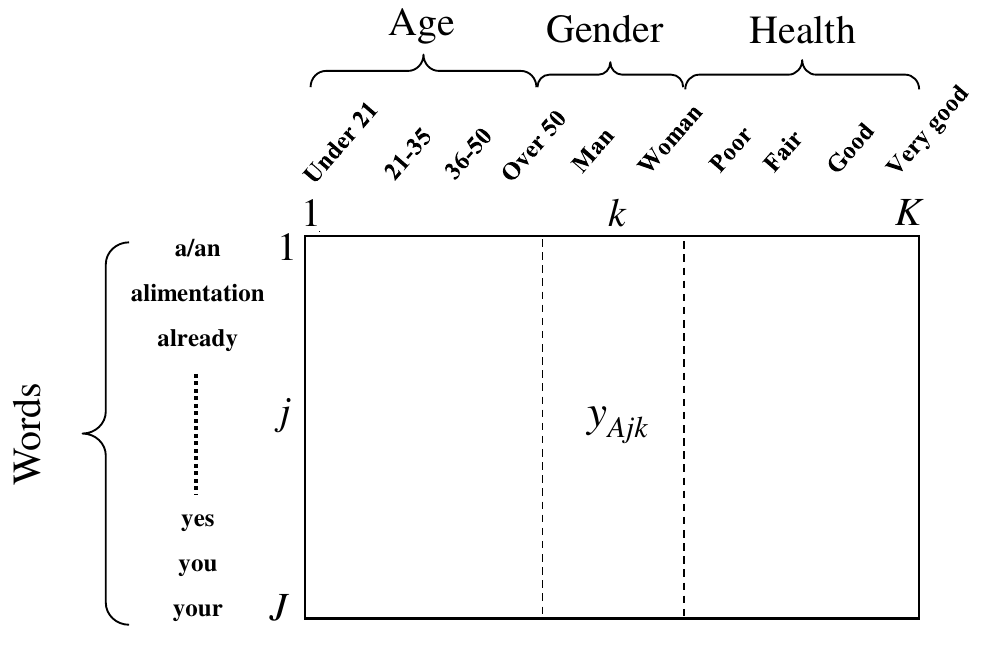 Age Gender Health
Under 21 21-35 36-50 Over 50 Man Woman Poor Fair Good Very good
1 k K
1
a/an
alimentation
already
Words
j
y_{Ajk}
yes
you
your
J